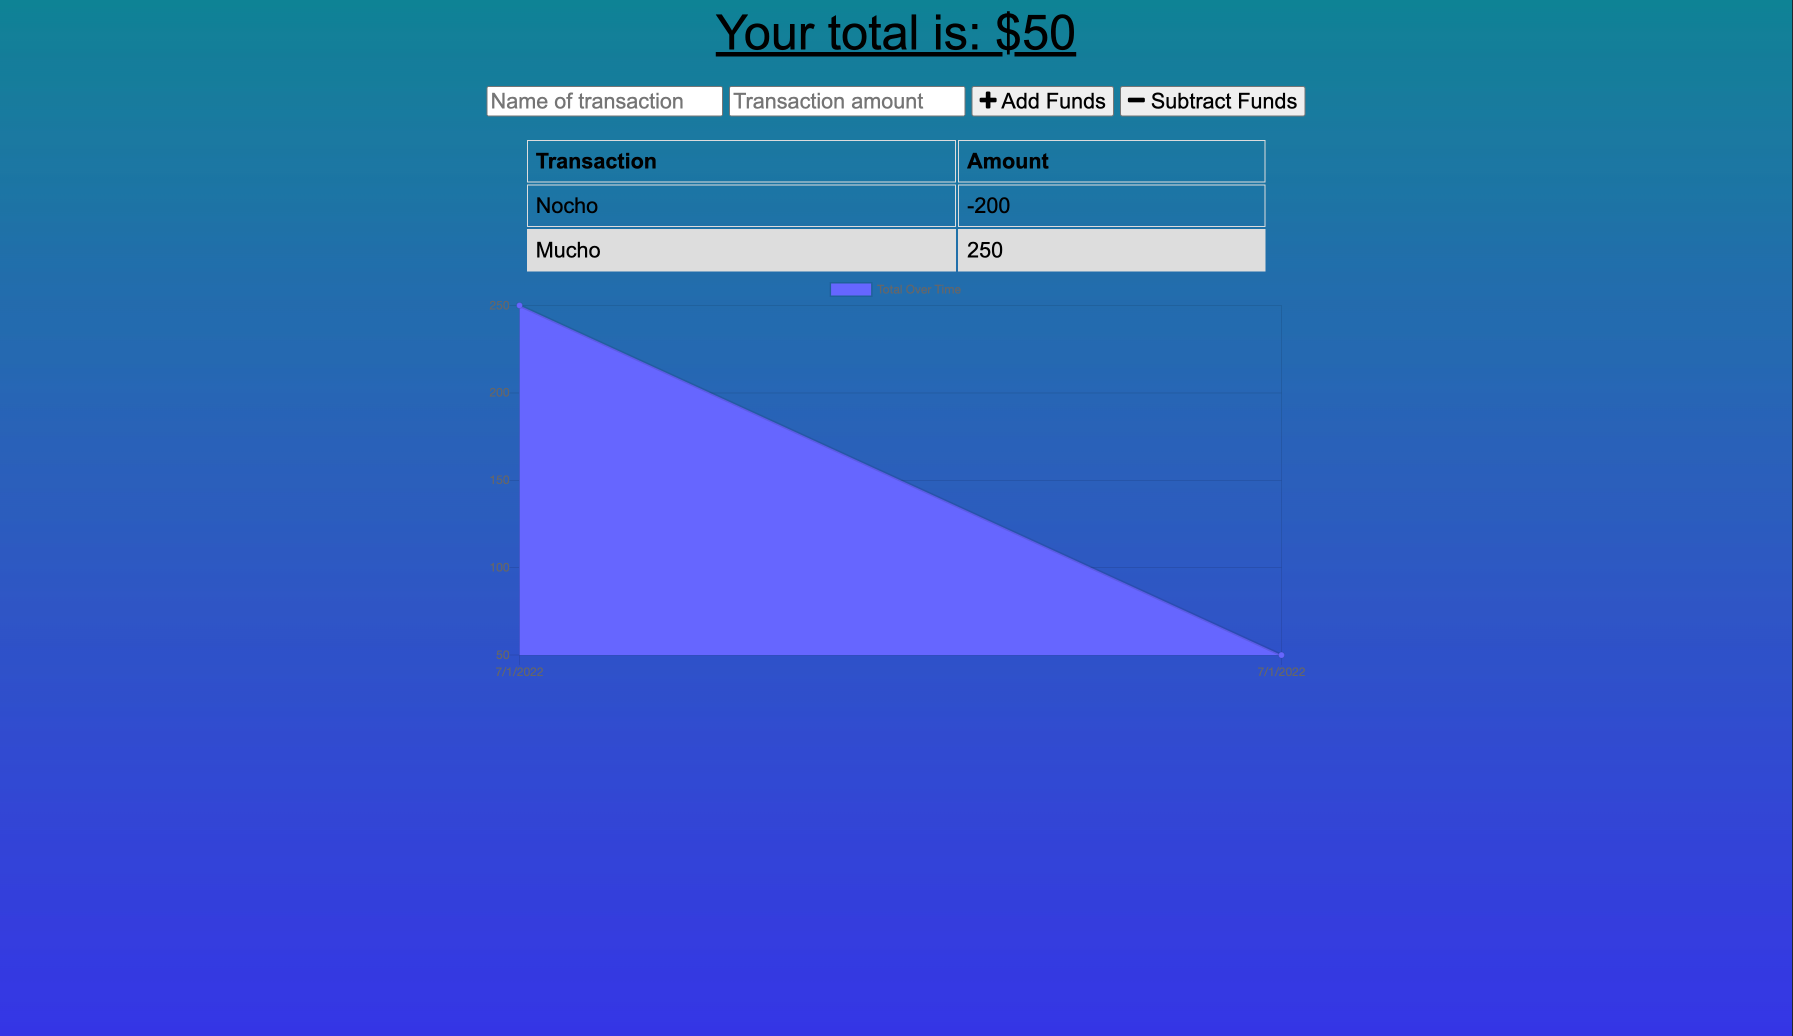 Your total is: $50
Name of transaction Transaction amount Add Funds Subtract Funds
Transaction Amount
Nocho -200
Mucho 250
Total Over Time
250
200
150
100
50
7/1/2022 7/1/2022